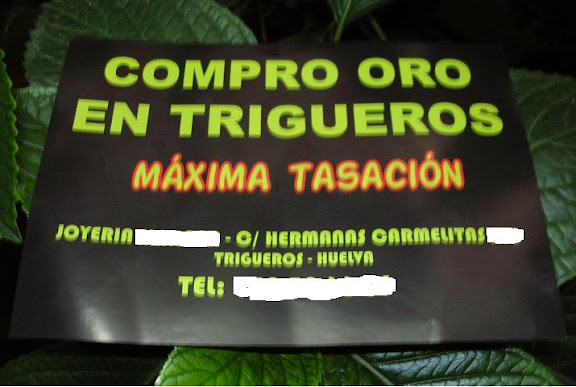 COMPRO ORO
EN TRIGUEROS
MÁXIMA TASACIÓN
JOYERIA - C/ HERMANAS CARMELITAS
TRIGUEROS - HUELVA
TEL: